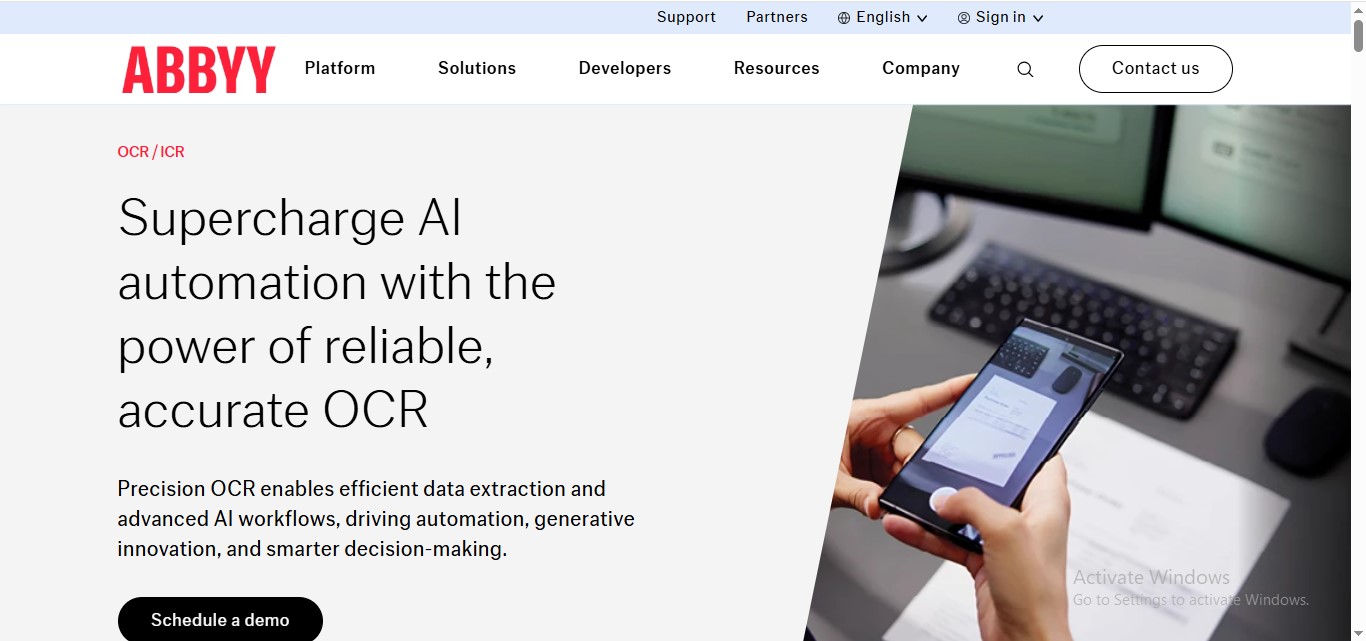 Support Partners English Sign in
ABBYY Platform Solutions Developers Resources Company Contact us
OCR / ICR
Supercharge AI
automation with the
power of reliable,
accurate OCR
Precision OCR enables efficient data extraction and
advanced AI workflows, driving automation, generative
innovation, and smarter decision-making.
Schedule a demo
Activate Windows
Go to Settings to activate Windows.